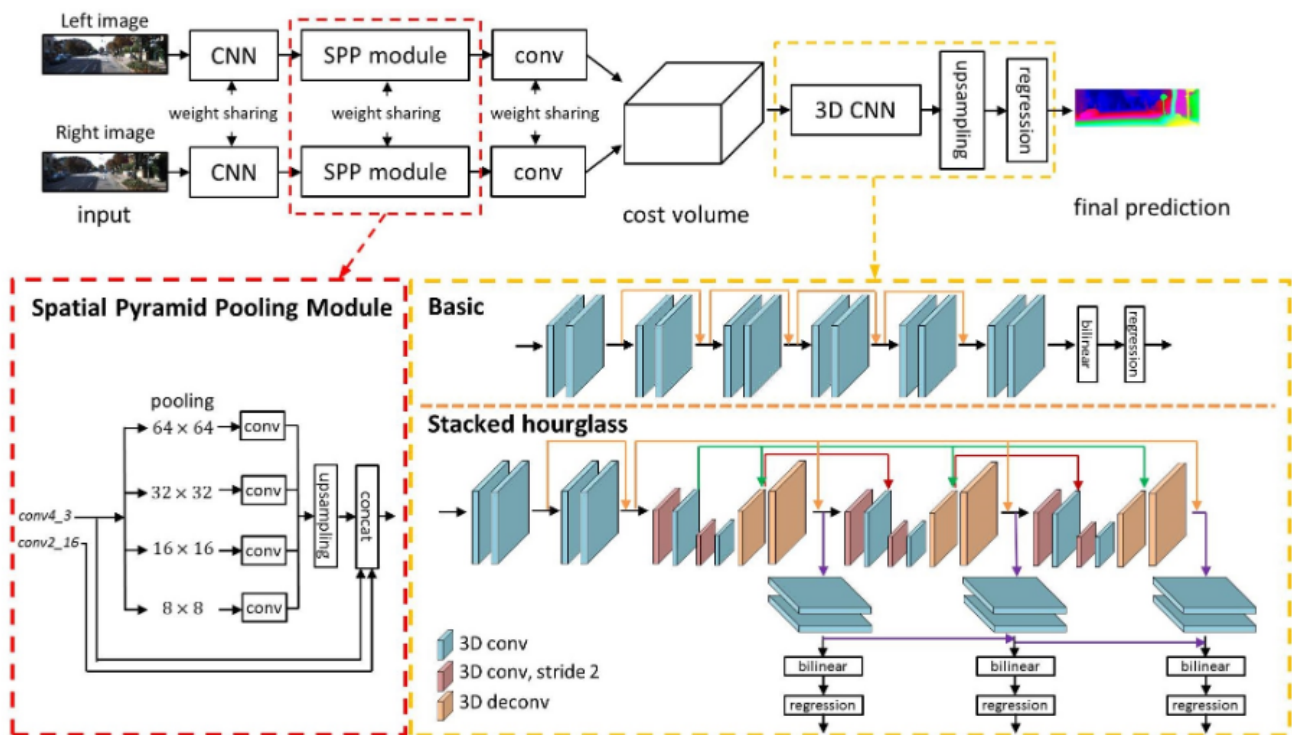 Left image
CNN
SPP module
conv
weight sharing
weight sharing
weight sharing
Right image
CNN
SPP module
conv
input
cost volume
3D CNN
upsampling
regression
final prediction
Spatial Pyramid Pooling Module
pooling
64 × 64
conv
32 × 32
conv
16 × 16
conv
8 × 8
conv
conv4_3
conv2_16
upsampling
concat
Basic
bilinear
regression
Stacked hourglass
3D conv
3D conv, stride 2
3D deconv
bilinear
bilinear
bilinear
regression
regression
regression